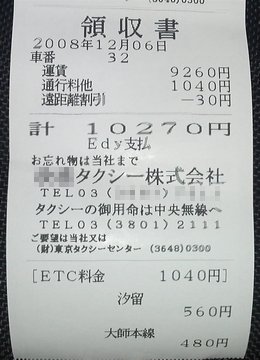 領収書
2008年12月06日
車番 32
運賃 9260円
通行料他 1040円
遠距離割引 -30円
計 10270円
Edy支払
お忘れ物は当社まで
タクシー株式会社
TEL03(
タクシーの御用命は中央無線へ
TEL03(3801)2111
ご要望は当社又は
(財)東京タクシーセンター (3648)0300
[ETC料金 1040円]
汐留
560円
大師本線
480円